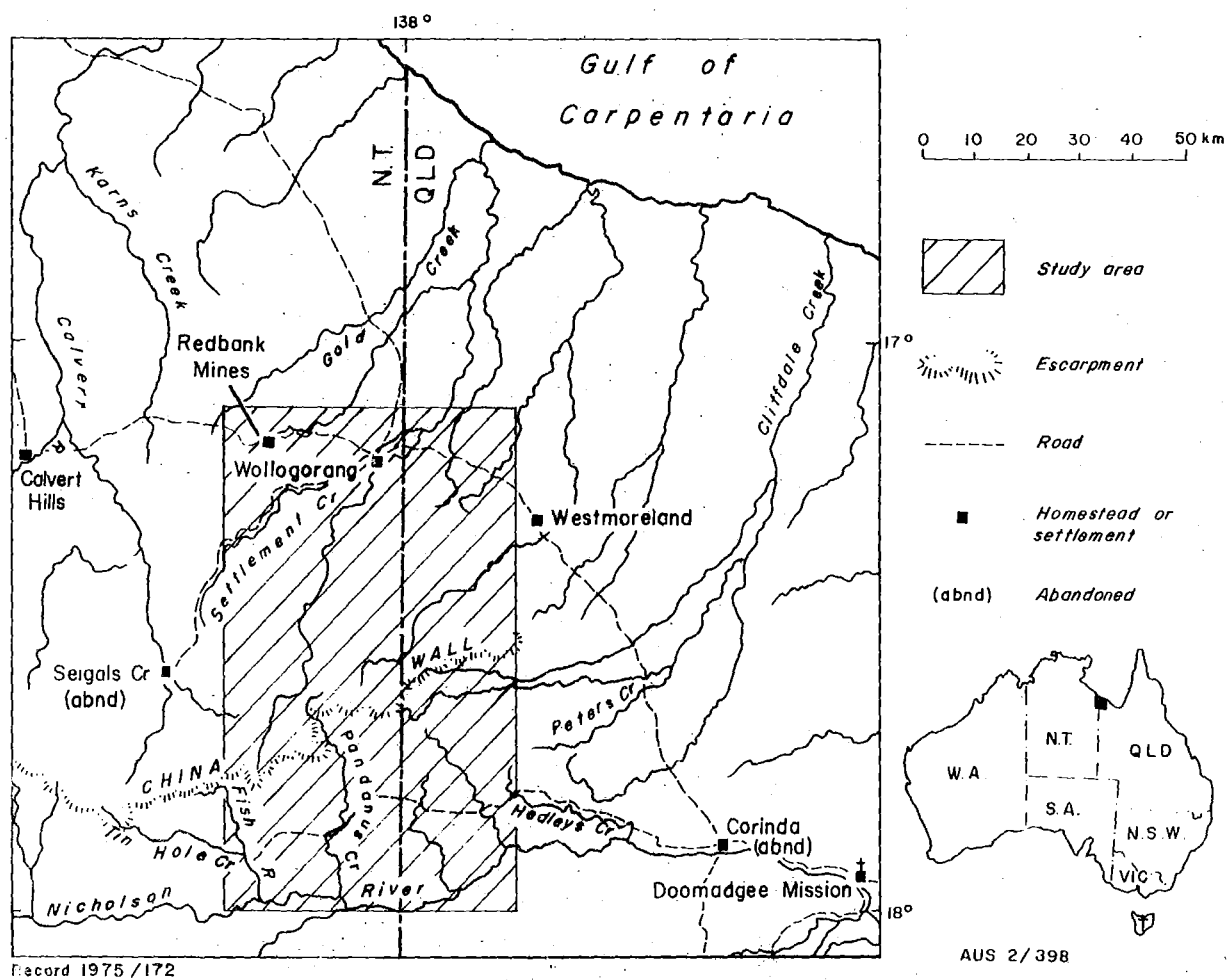 138°
Gulf of
Carpentaria
0 10 20 30 40 50 km
N.T.
QLD
Karns
Creek
Creek
Gold
Cliffdale Creek
Study area
Calvert
R
17°
Redbank
Mines
Escarpment
Road
Calvert
Hills
Wollogorang
Settlement Cr
Westmoreland
Homestead or
settlement
(abnd) Abandoned
Seigals Cr
(abnd)
WALL
Peters Cr
CHINA
Pandanus Cr
Fish
R
Tin
Hole Cr
Hedleys Cr
Corinda
(abnd)
Doomadgee Mission
River
Nicholson
18°
N.T.
QLD
W.A.
S.A.
N.S.W.
VIC
T
Record 1975/172
AUS 2/398